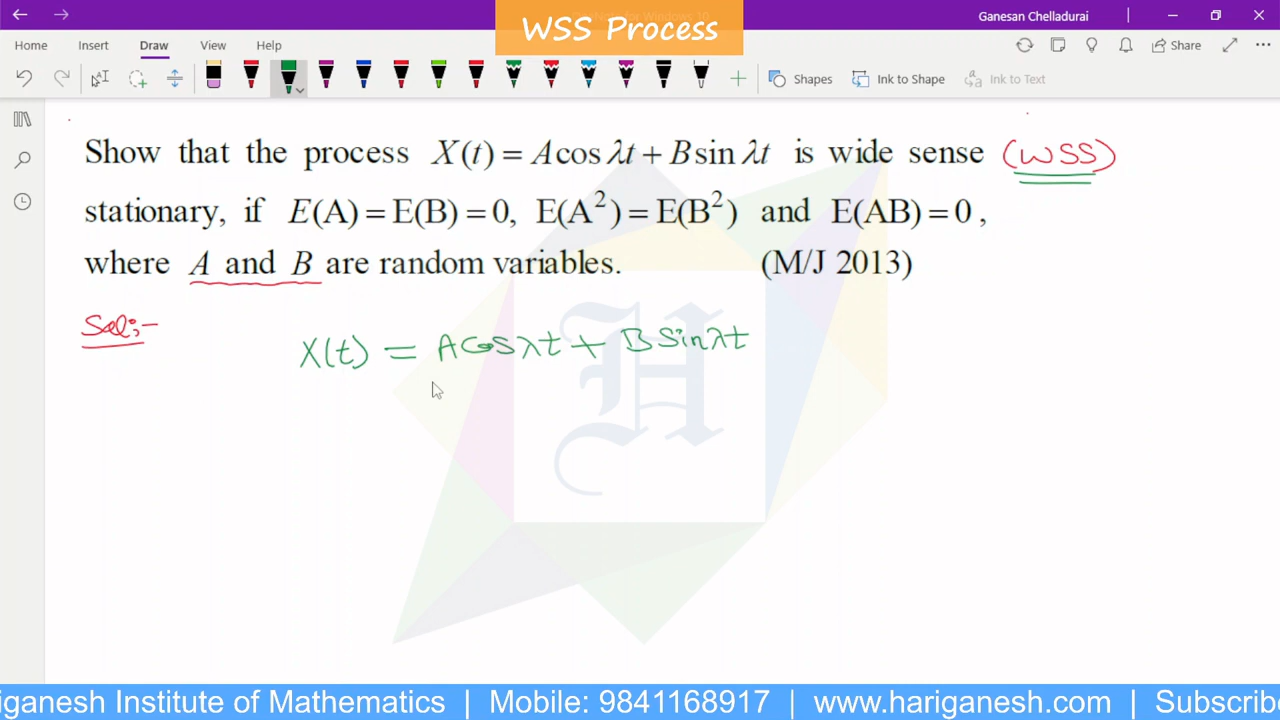 WSS Process
Ganesan Chelladurai
Home Insert Draw View Help
Share
Shapes Ink to Shape Ink to Text
Show that the process X(t) = A cos λt + B sin λt is wide sense (WSS)
stationary, if E(A) = E(B) = 0, E(A²) = E(B²) and E(AB) = 0,
where A and B are random variables. (M/J 2013)
Sol:-
X(t) = A Cos λt + B Sin λt
H
iganesh Institute of Mathematics | Mobile: 9841168917 | www.hariganesh.com | Subscrib